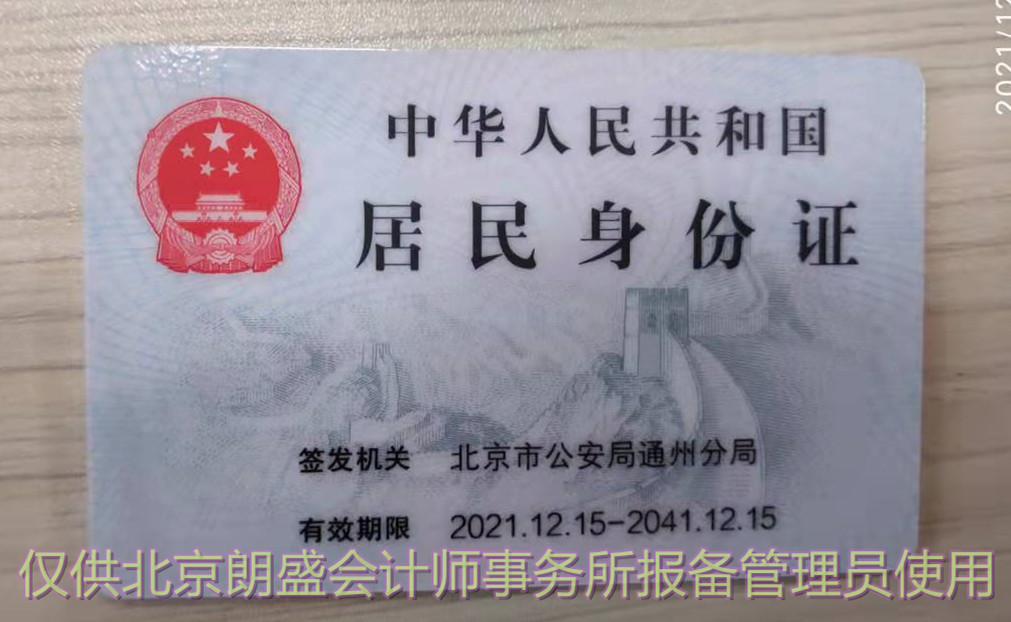 中华人民共和国
居民身份证
签发机关 北京市公安局通州分局
有效期限 2021.12.15-2041.12.15
仅供北京朗盛会计师事务所报备管理员使用
2021/12